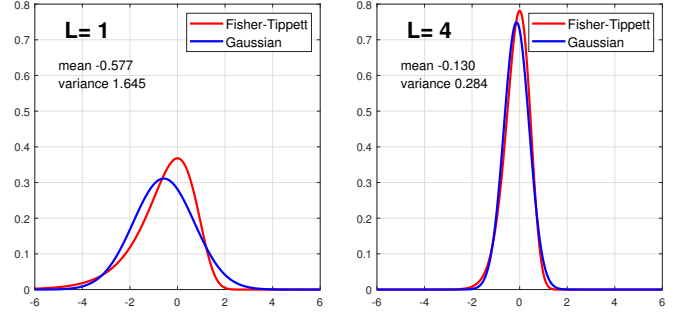 L= 1
Fisher-Tippett
Gaussian
mean -0.577
variance 1.645
0.8
0.7
0.6
0.5
0.4
0.3
0.2
0.1
0
-6 -4 -2 0 2 4 6
L= 4
Fisher-Tippett
Gaussian
mean -0.130
variance 0.284
0.8
0.7
0.6
0.5
0.4
0.3
0.2
0.1
0
-6 -4 -2 0 2 4 6